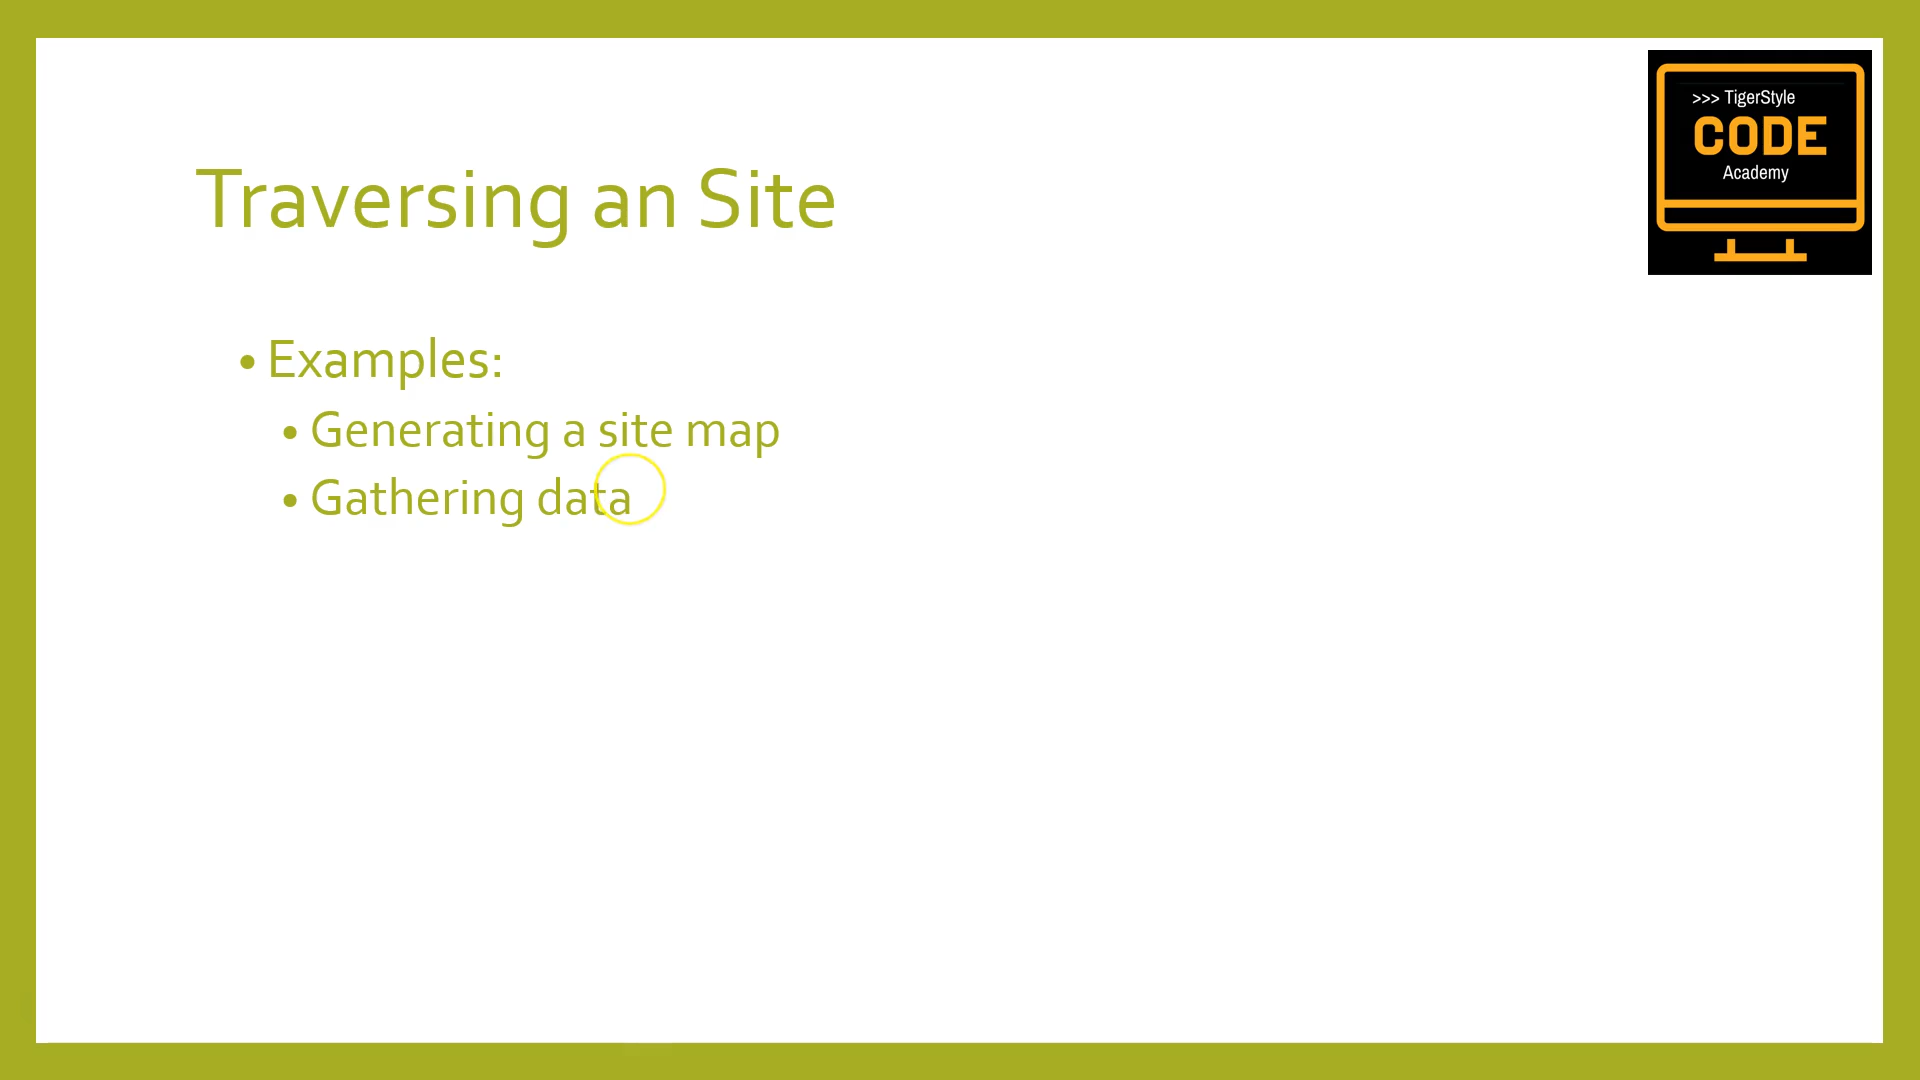 >>> TigerStyle
CODE
Academy
Traversing an Site
• Examples:
• Generating a site map
• Gathering data